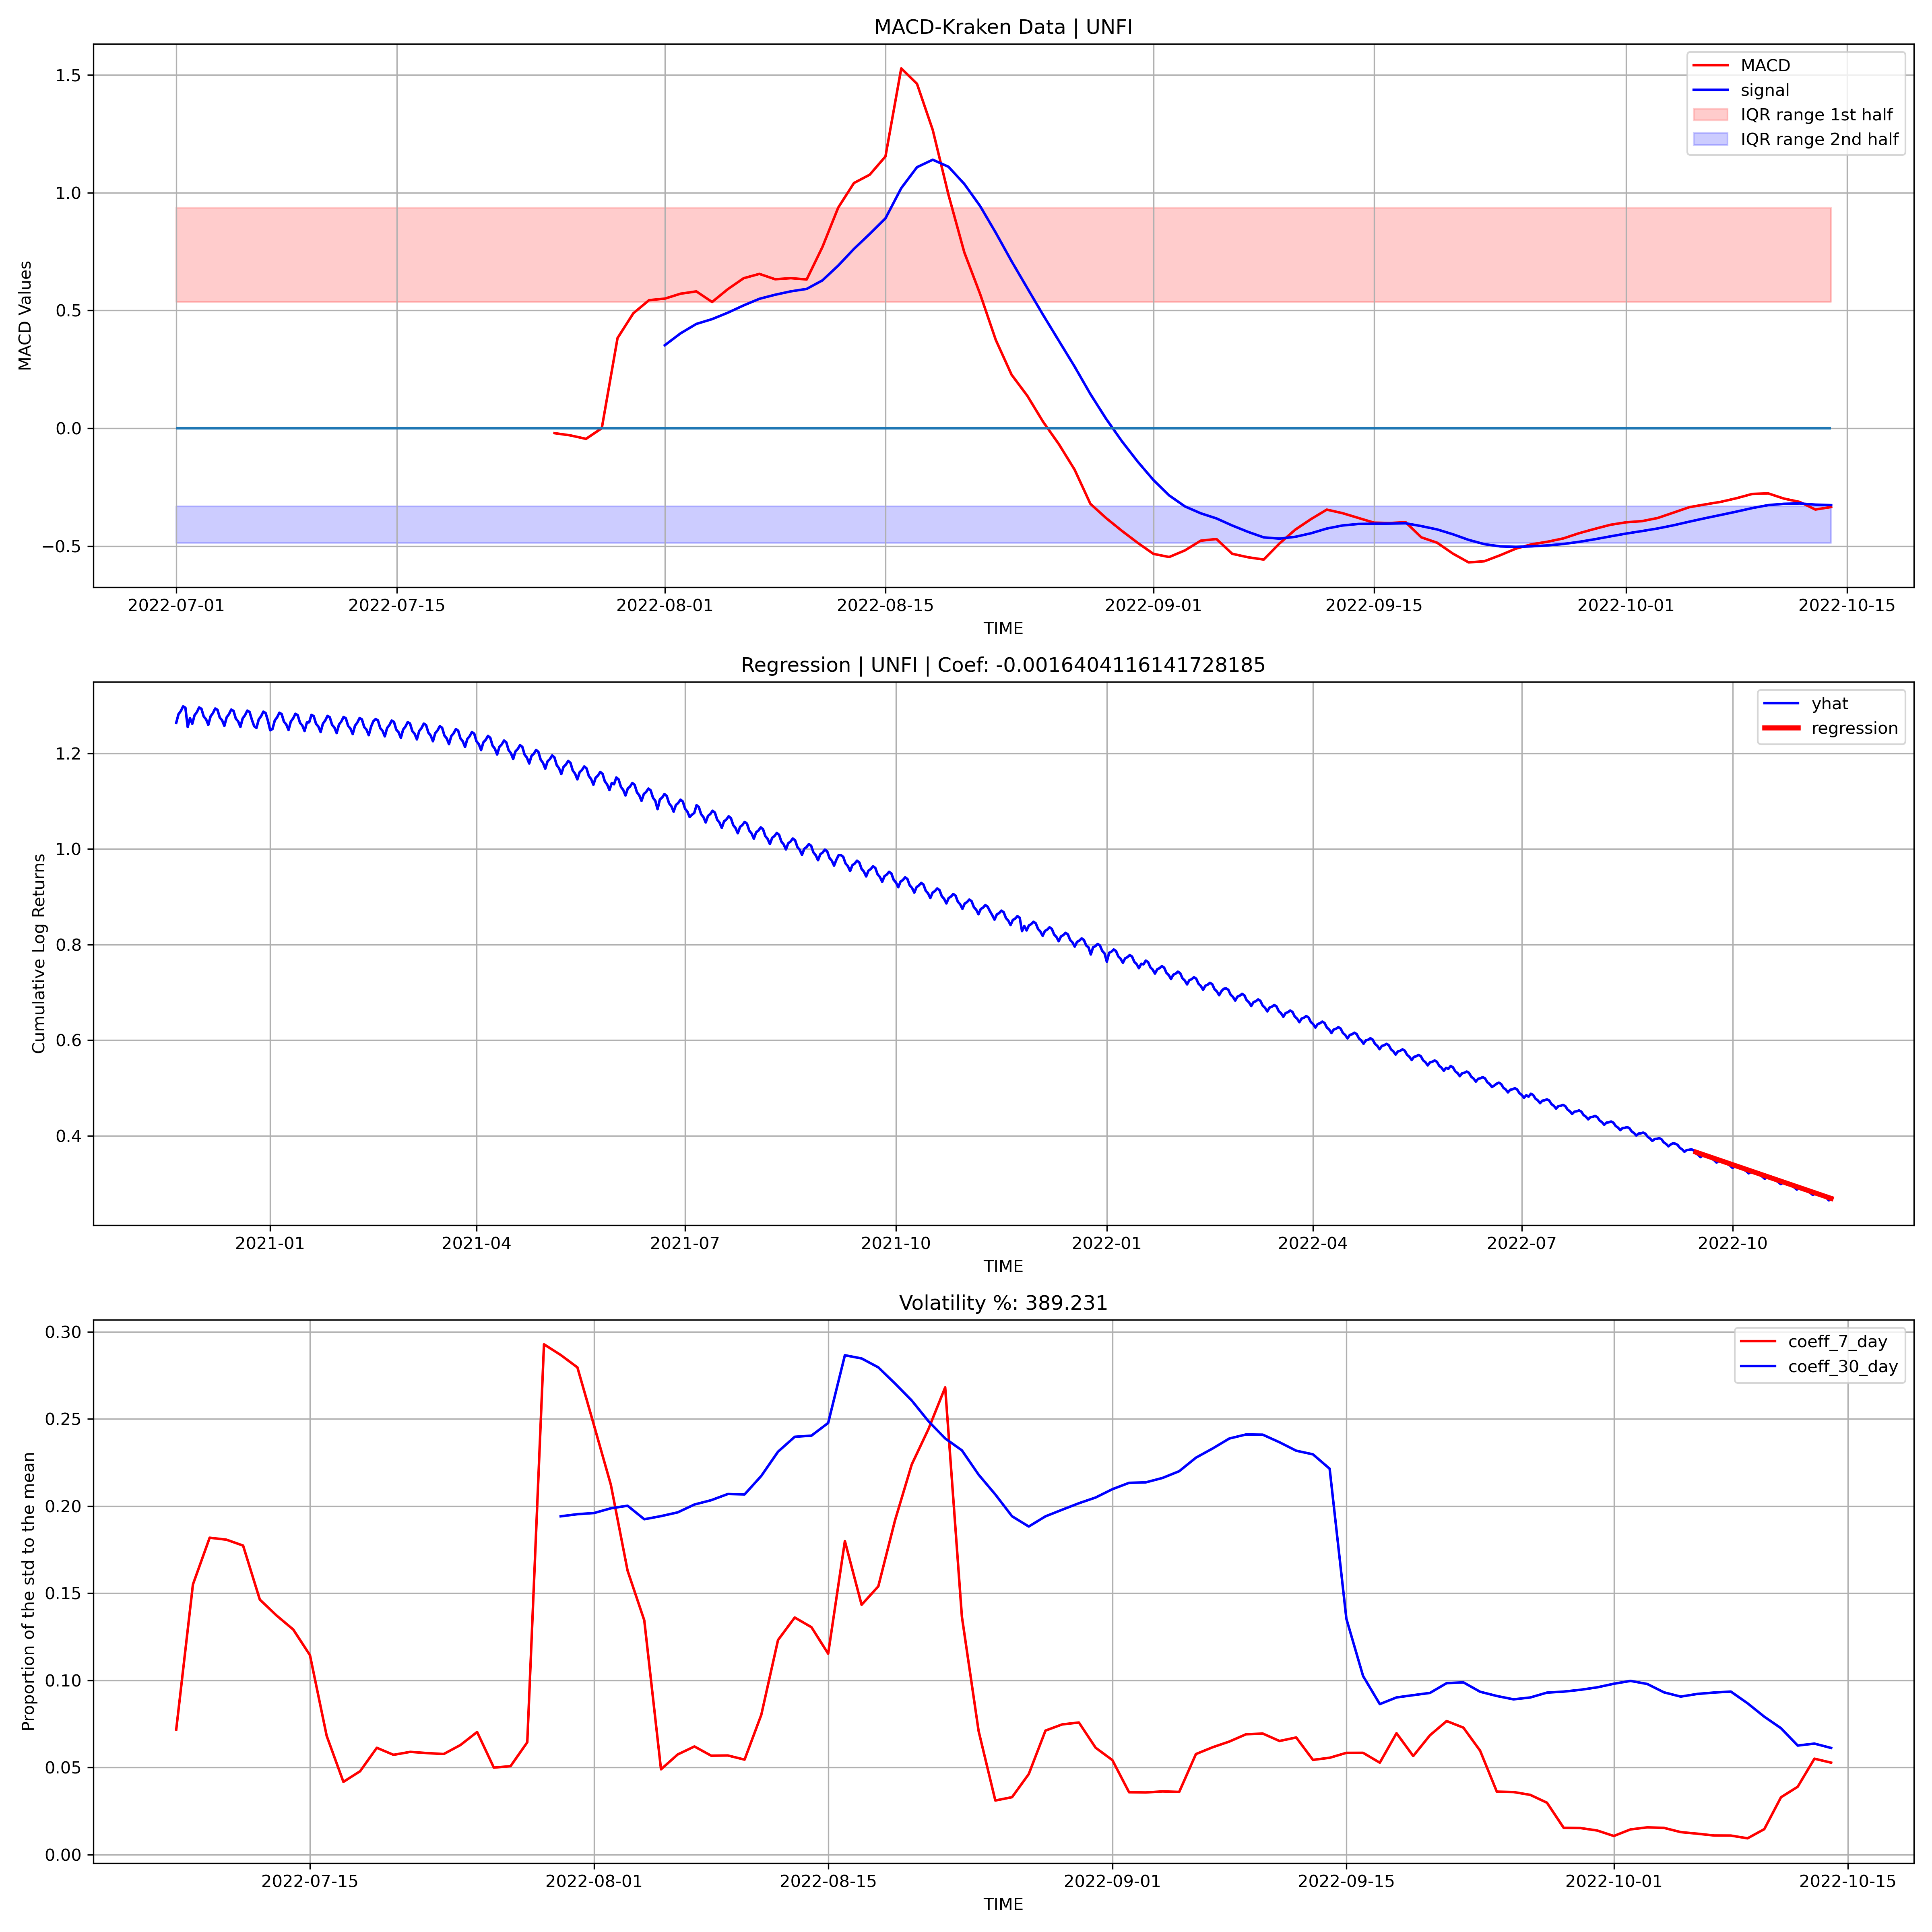 MACD-Kraken Data | UNFI
MACD
signal
IQR range 1st half
IQR range 2nd half
MACD Values
1.5
1.0
0.5
0.0
−0.5
2022-07-01 2022-07-15 2022-08-01 2022-08-15 2022-09-01 2022-09-15 2022-10-01 2022-10-15
TIME
Regression | UNFI | Coef: -0.0016404116141728185
yhat
regression
Cumulative Log Returns
1.2
1.0
0.8
0.6
0.4
2021-01 2021-04 2021-07 2021-10 2022-01 2022-04 2022-07 2022-10
TIME
Volatility %: 389.231
coeff_7_day
coeff_30_day
Proportion of the std to the mean
0.30
0.25
0.20
0.15
0.10
0.05
0.00
2022-07-15 2022-08-01 2022-08-15 2022-09-01 2022-09-15 2022-10-01 2022-10-15
TIME